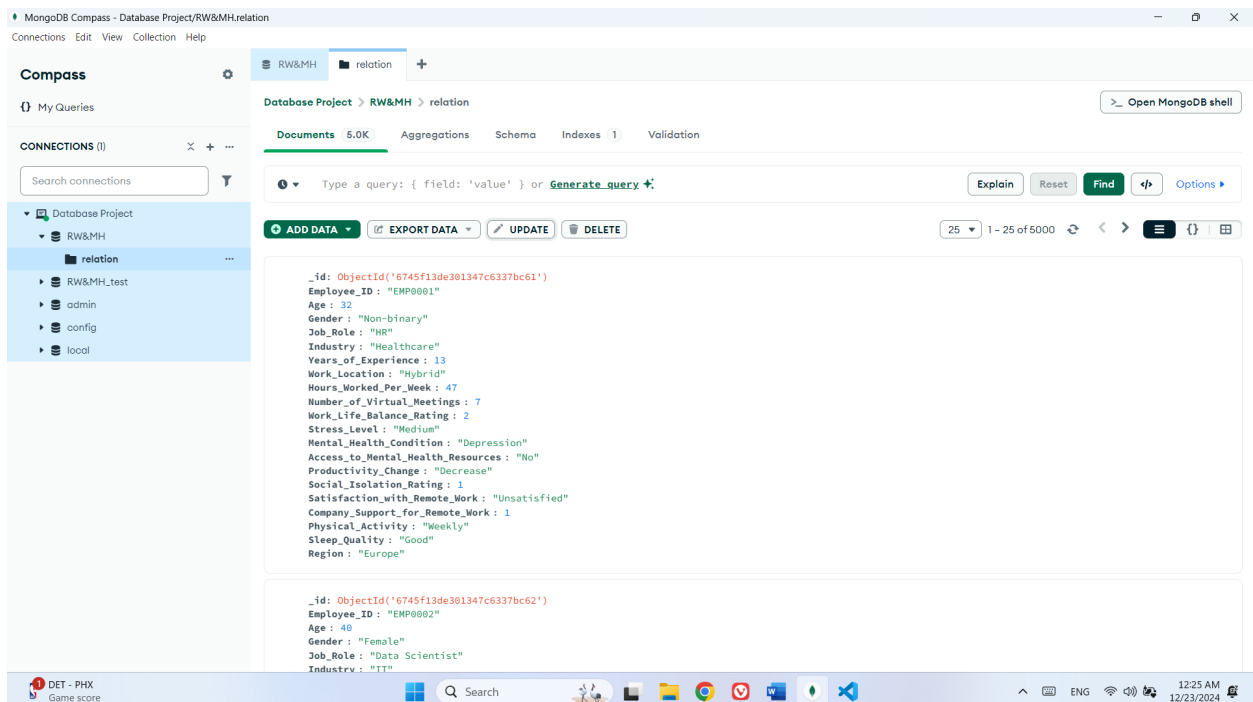 MongoDB Compass - Database Project/RW&MH.relation
Connections Edit View Collection Help
Compass
{} My Queries
CONNECTIONS (1)
Search connections
Database Project
RW&MH
relation
RW&MH_test
admin
config
local
RW&MH relation
Database Project > RW&MH > relation
>_ Open MongoDB shell
Documents 5.0K Aggregations Schema Indexes 1 Validation
Type a query: { field: 'value' } or Generate query
Explain Reset Find </> Options
ADD DATA EXPORT DATA UPDATE DELETE
25 1 – 25 of 5000 {}
_id: ObjectId('6745f13de301347c6337bc61')
Employee_ID : "EMP0001"
Age : 32
Gender : "Non-binary"
Job_Role : "HR"
Industry : "Healthcare"
Years_of_Experience : 13
Work_Location : "Hybrid"
Hours_Worked_Per_Week : 47
Number_of_Virtual_Meetings : 7
Work_Life_Balance_Rating : 2
Stress_Level : "Medium"
Mental_Health_Condition : "Depression"
Access_to_Mental_Health_Resources : "No"
Productivity_Change : "Decrease"
Social_Isolation_Rating : 1
Satisfaction_with_Remote_Work : "Unsatisfied"
Company_Support_for_Remote_Work : 1
Physical_Activity : "Weekly"
Sleep_Quality : "Good"
Region : "Europe"
_id: ObjectId('6745f13de301347c6337bc62')
Employee_ID : "EMP0002"
Age : 40
Gender : "Female"
Job_Role : "Data Scientist"
Industry : "IT"
1
DET - PHX
Game score
Search
ENG
12:25 AM
12/23/2024